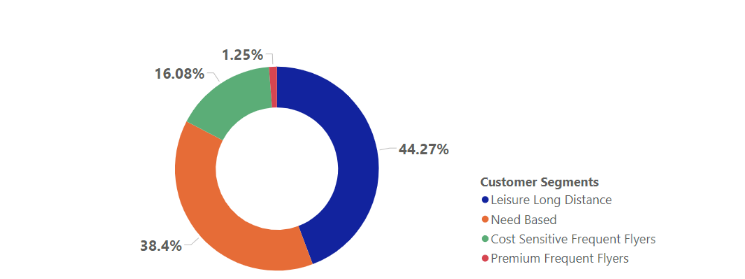 1.25%
16.08%
44.27%
38.4%
Customer Segments
Leisure Long Distance
Need Based
Cost Sensitive Frequent Flyers
Premium Frequent Flyers